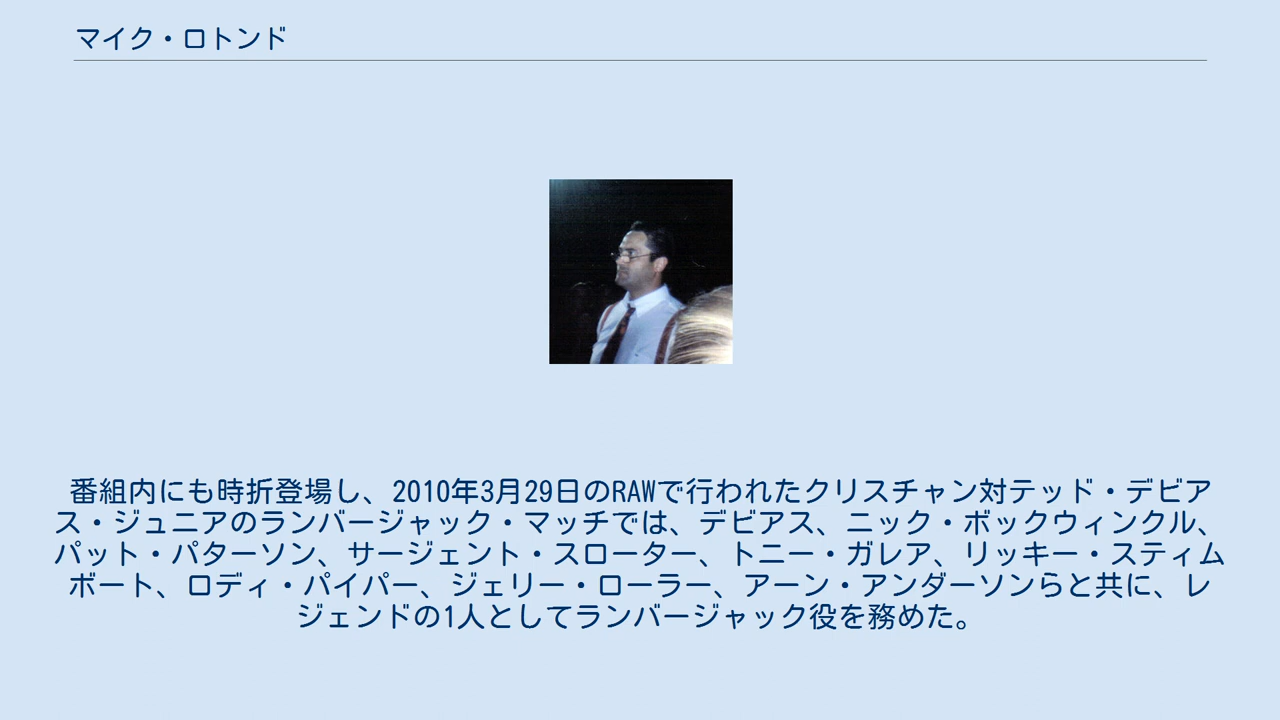 マイク・ロトンド
番組内にも時折登場し、2010年3月29日のRAWで行われたクリスチャン対テッド・デビア
ス・ジュニアのランバージャック・マッチでは、デビアス、ニック・ボックウィンクル、
パット・パターソン、サージェント・スローター、トニー・ガレア、リッキー・スティム
ボート、ロディ・パイパー、ジェリー・ローラー、アーン・アンダーソンらと共に、レ
ジェンドの1人としてランバージャック役を務めた。